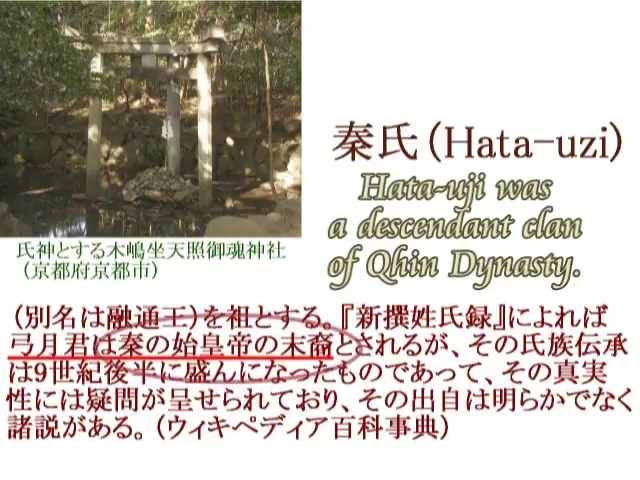 秦氏(Hata-uzi)
Hata-uji was
a descendant clan
of Qhin Dynasty.
氏神とする木嶋坐天照御魂神社
(京都府京都市)
(別名は融通王)を祖とする。『新撰姓氏録』によれば
弓月君は秦の始皇帝の末裔とされるが、その氏族伝承
は9世紀後半に盛んになったものであって、その真実
性には疑問が呈せられており、その出自は明らかでなく
諸説がある。(ウィキペディア百科事典)